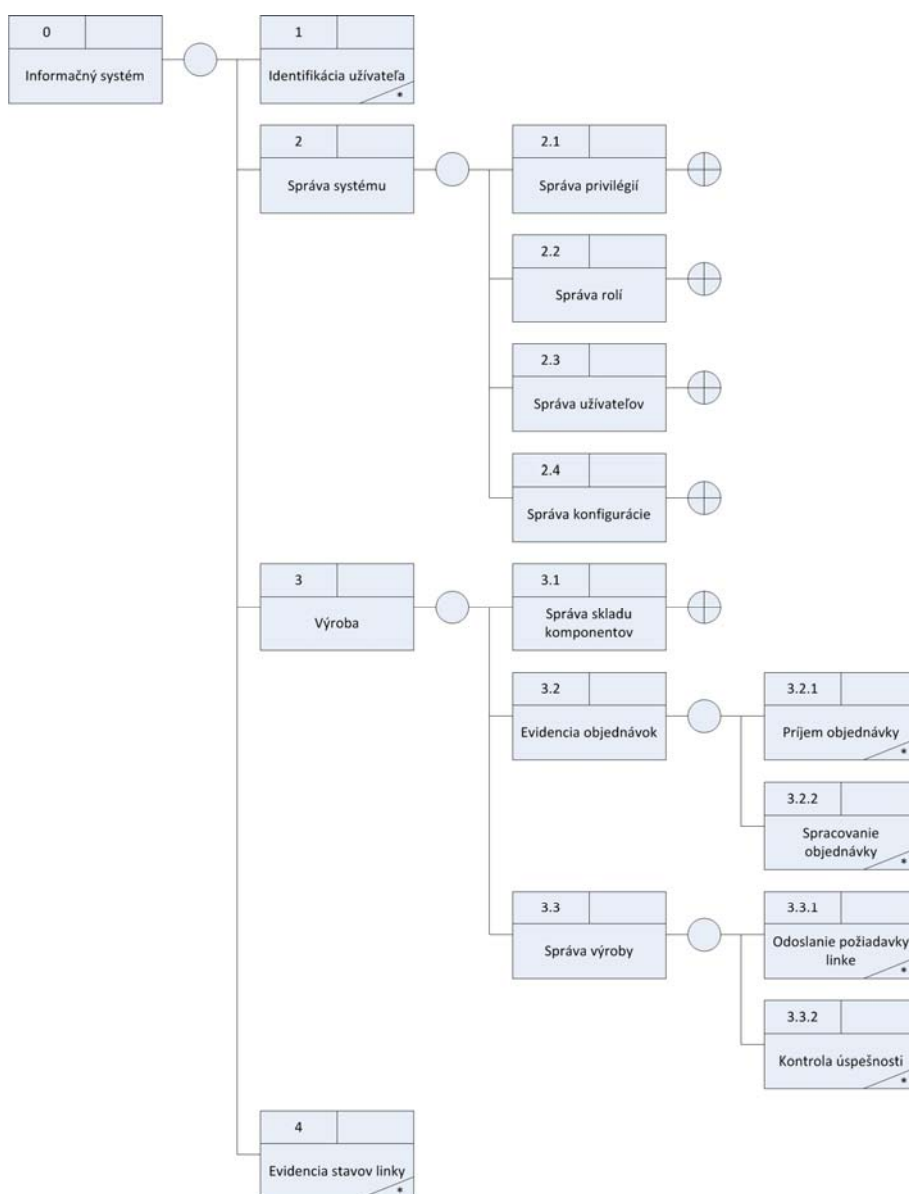 0
Informačný systém
1
Identifikácia užívateľa
*
2
Správa systému
2.1
Správa privilégií
2.2
Správa rolí
2.3
Správa užívateľov
2.4
Správa konfigurácie
3
Výroba
3.1
Správa skladu
komponentov
3.2
Evidencia objednávok
3.2.1
Príjem objednávky
*
3.2.2
Spracovanie
objednávky
*
3.3
Správa výroby
3.3.1
Odoslanie požiadavky
linke
*
3.3.2
Kontrola úspešnosti
*
4
Evidencia stavov linky
*